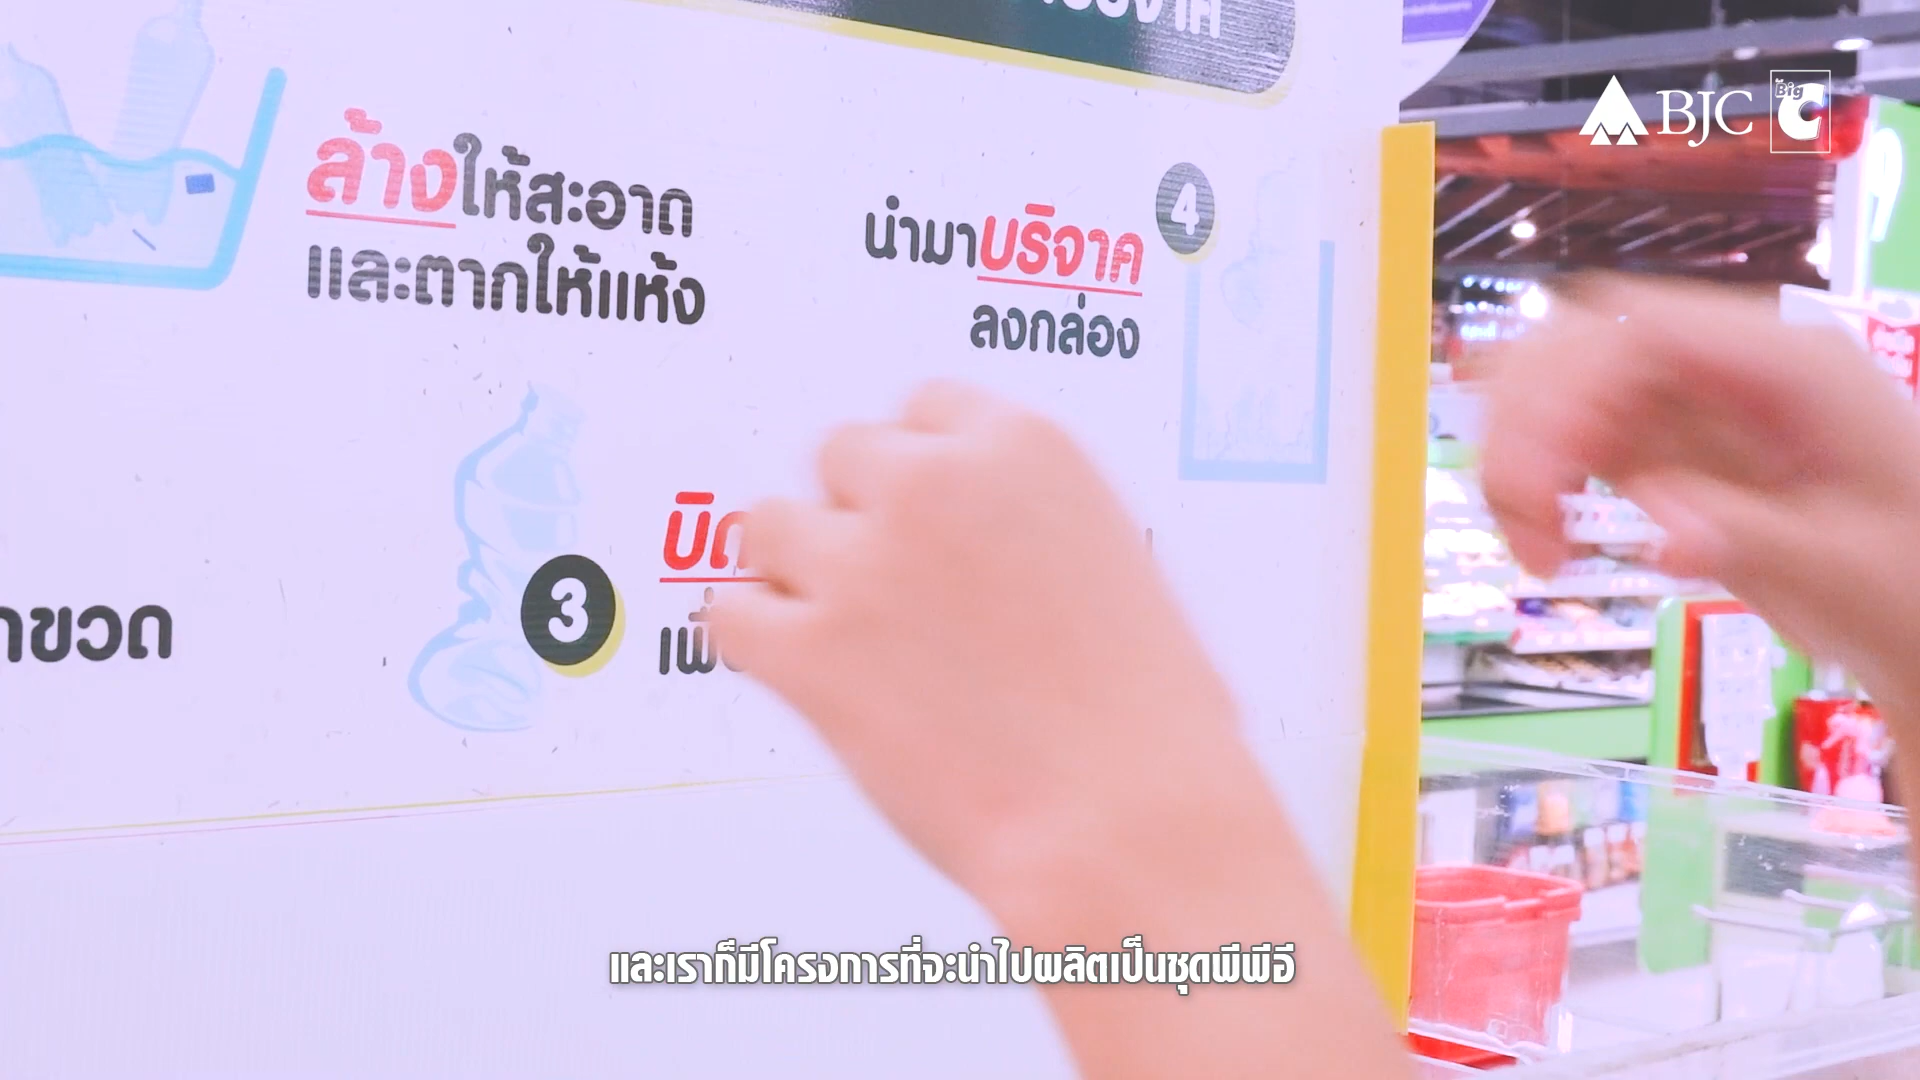 BJC
Big C
ล้างให้สะอาด
และตากให้แห้ง
4
นำมาบริจาค
ลงกล่อง
3
ขวด
9
และเราก็มีโครงการที่จะนำไปผลิตเป็นชุดพีพีอี